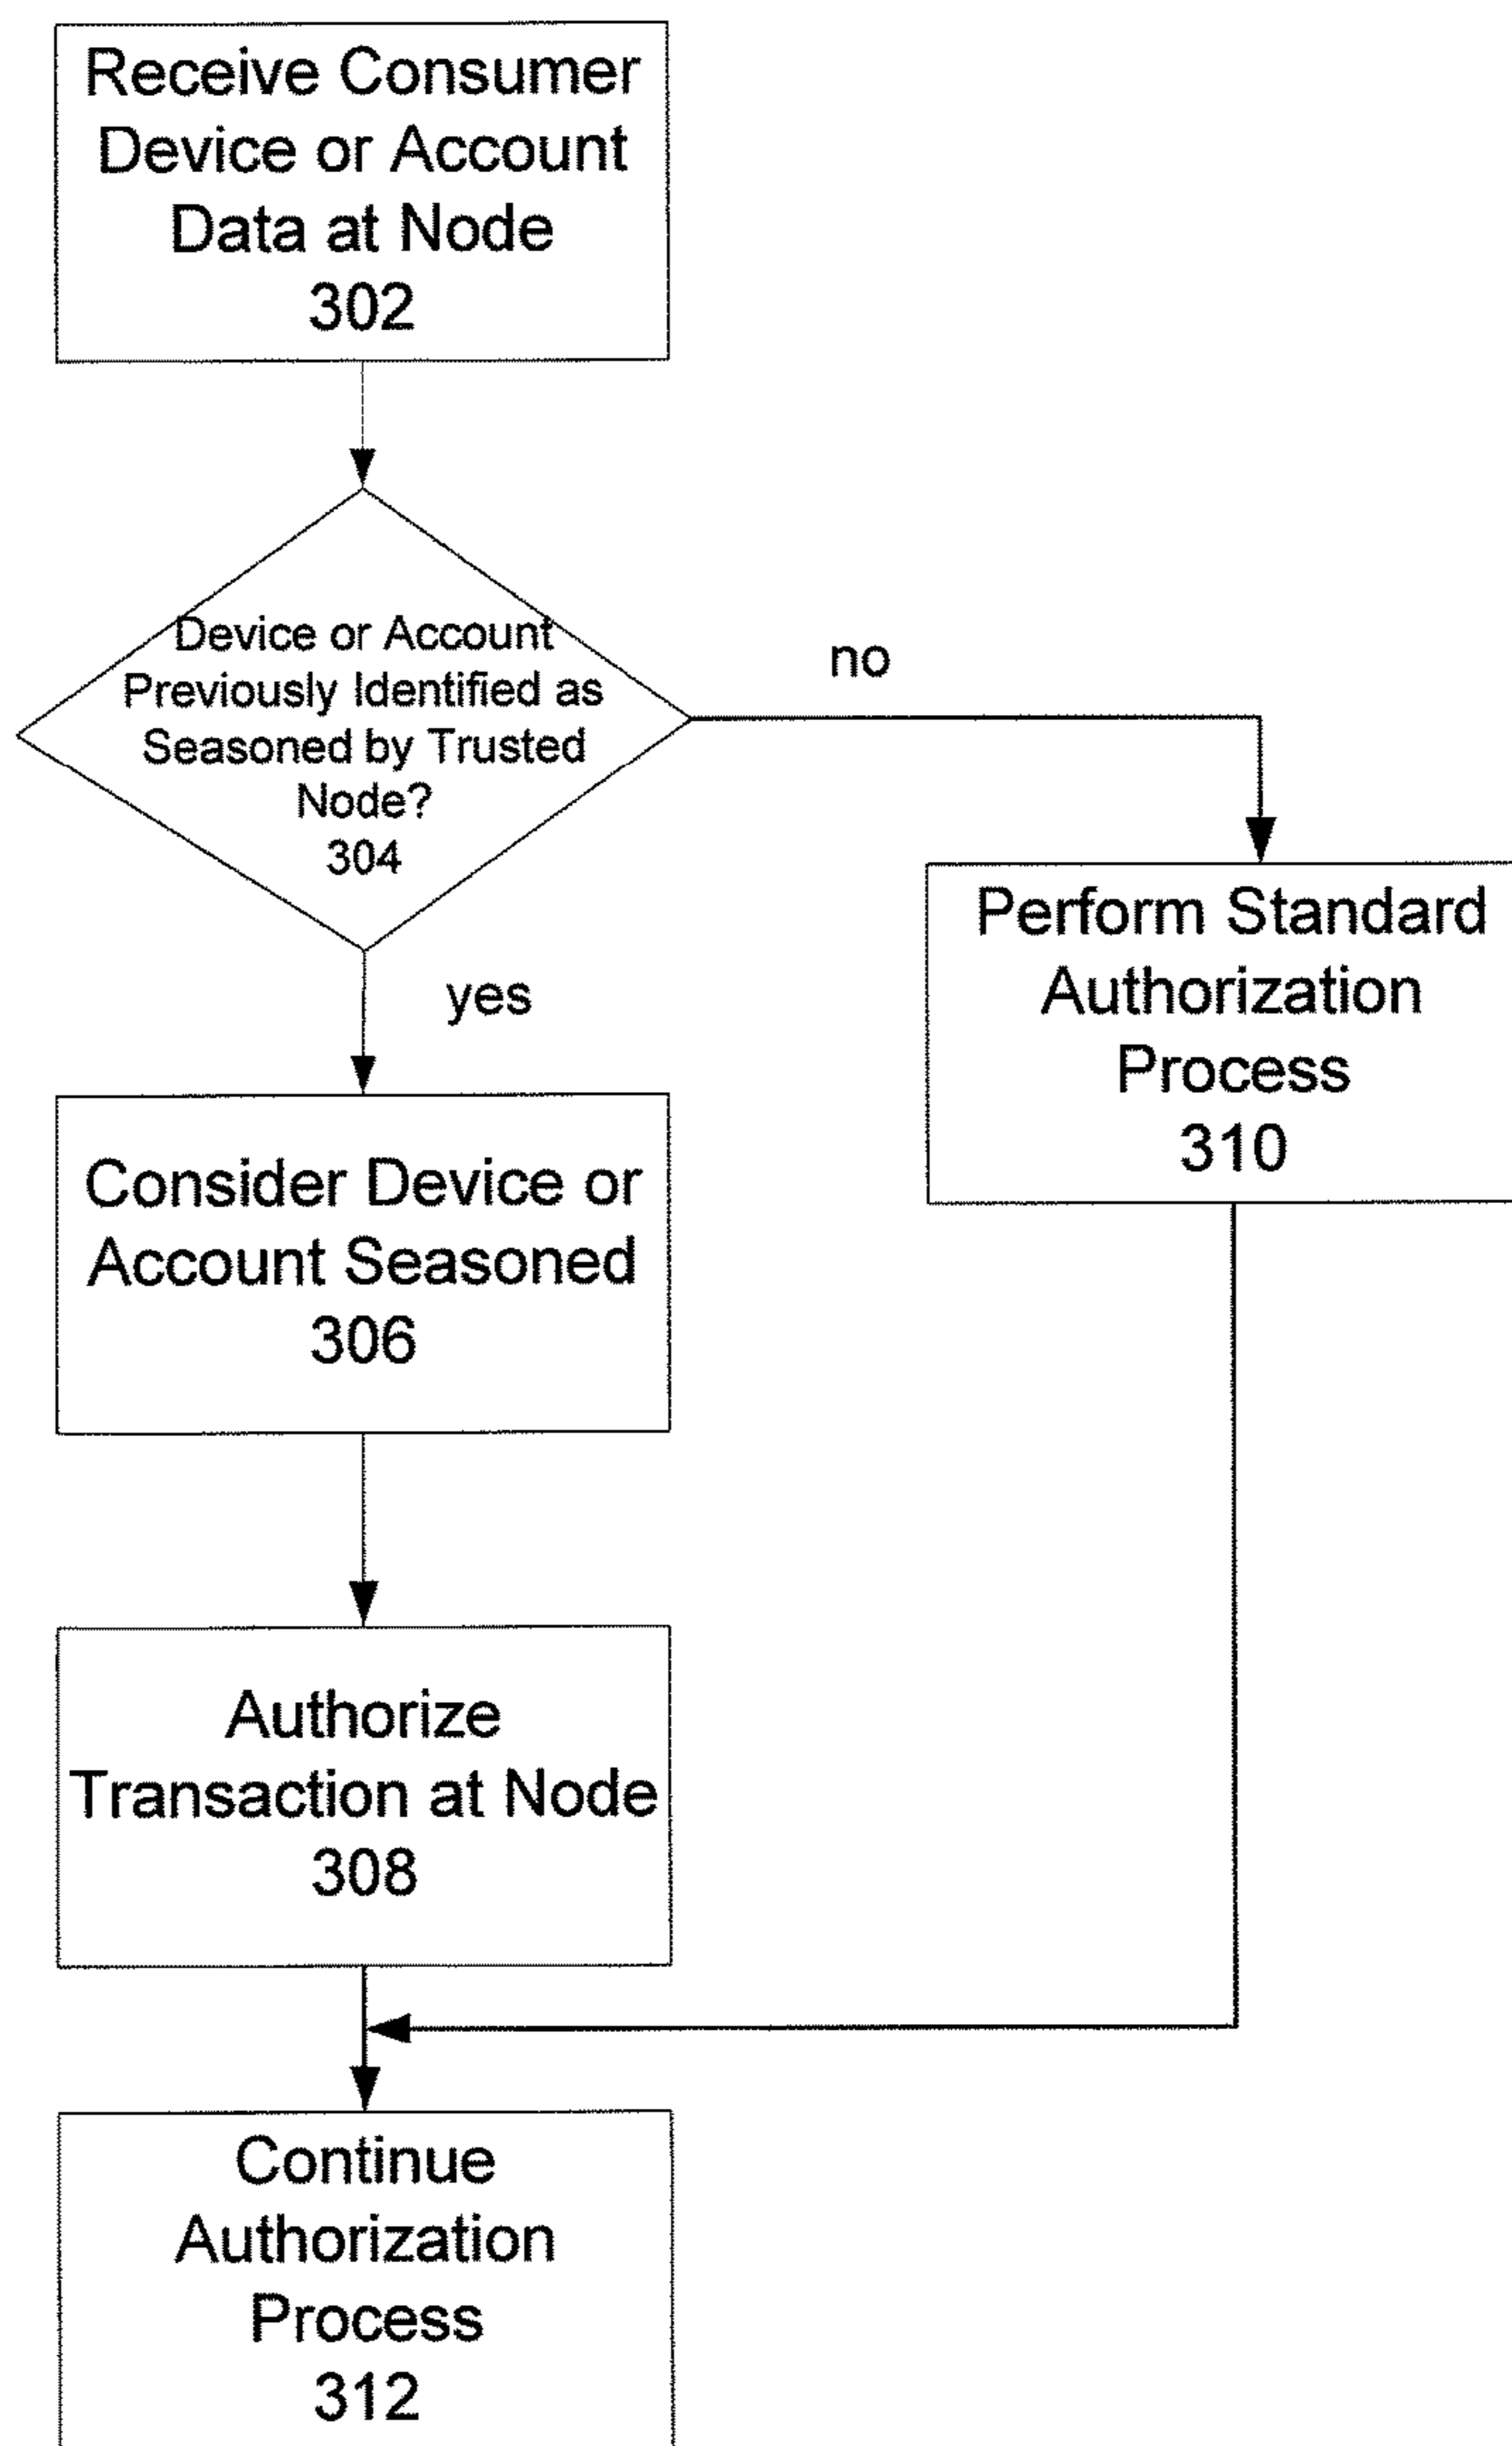 Receive Consumer
Device or Account
Data at Node
302
Device or Account
Previously Identified as
Seasoned by Trusted
Node?
304
no
yes
Perform Standard
Authorization
Process
310
Consider Device or
Account Seasoned
306
Authorize
Transaction at Node
308
Continue
Authorization
Process
312